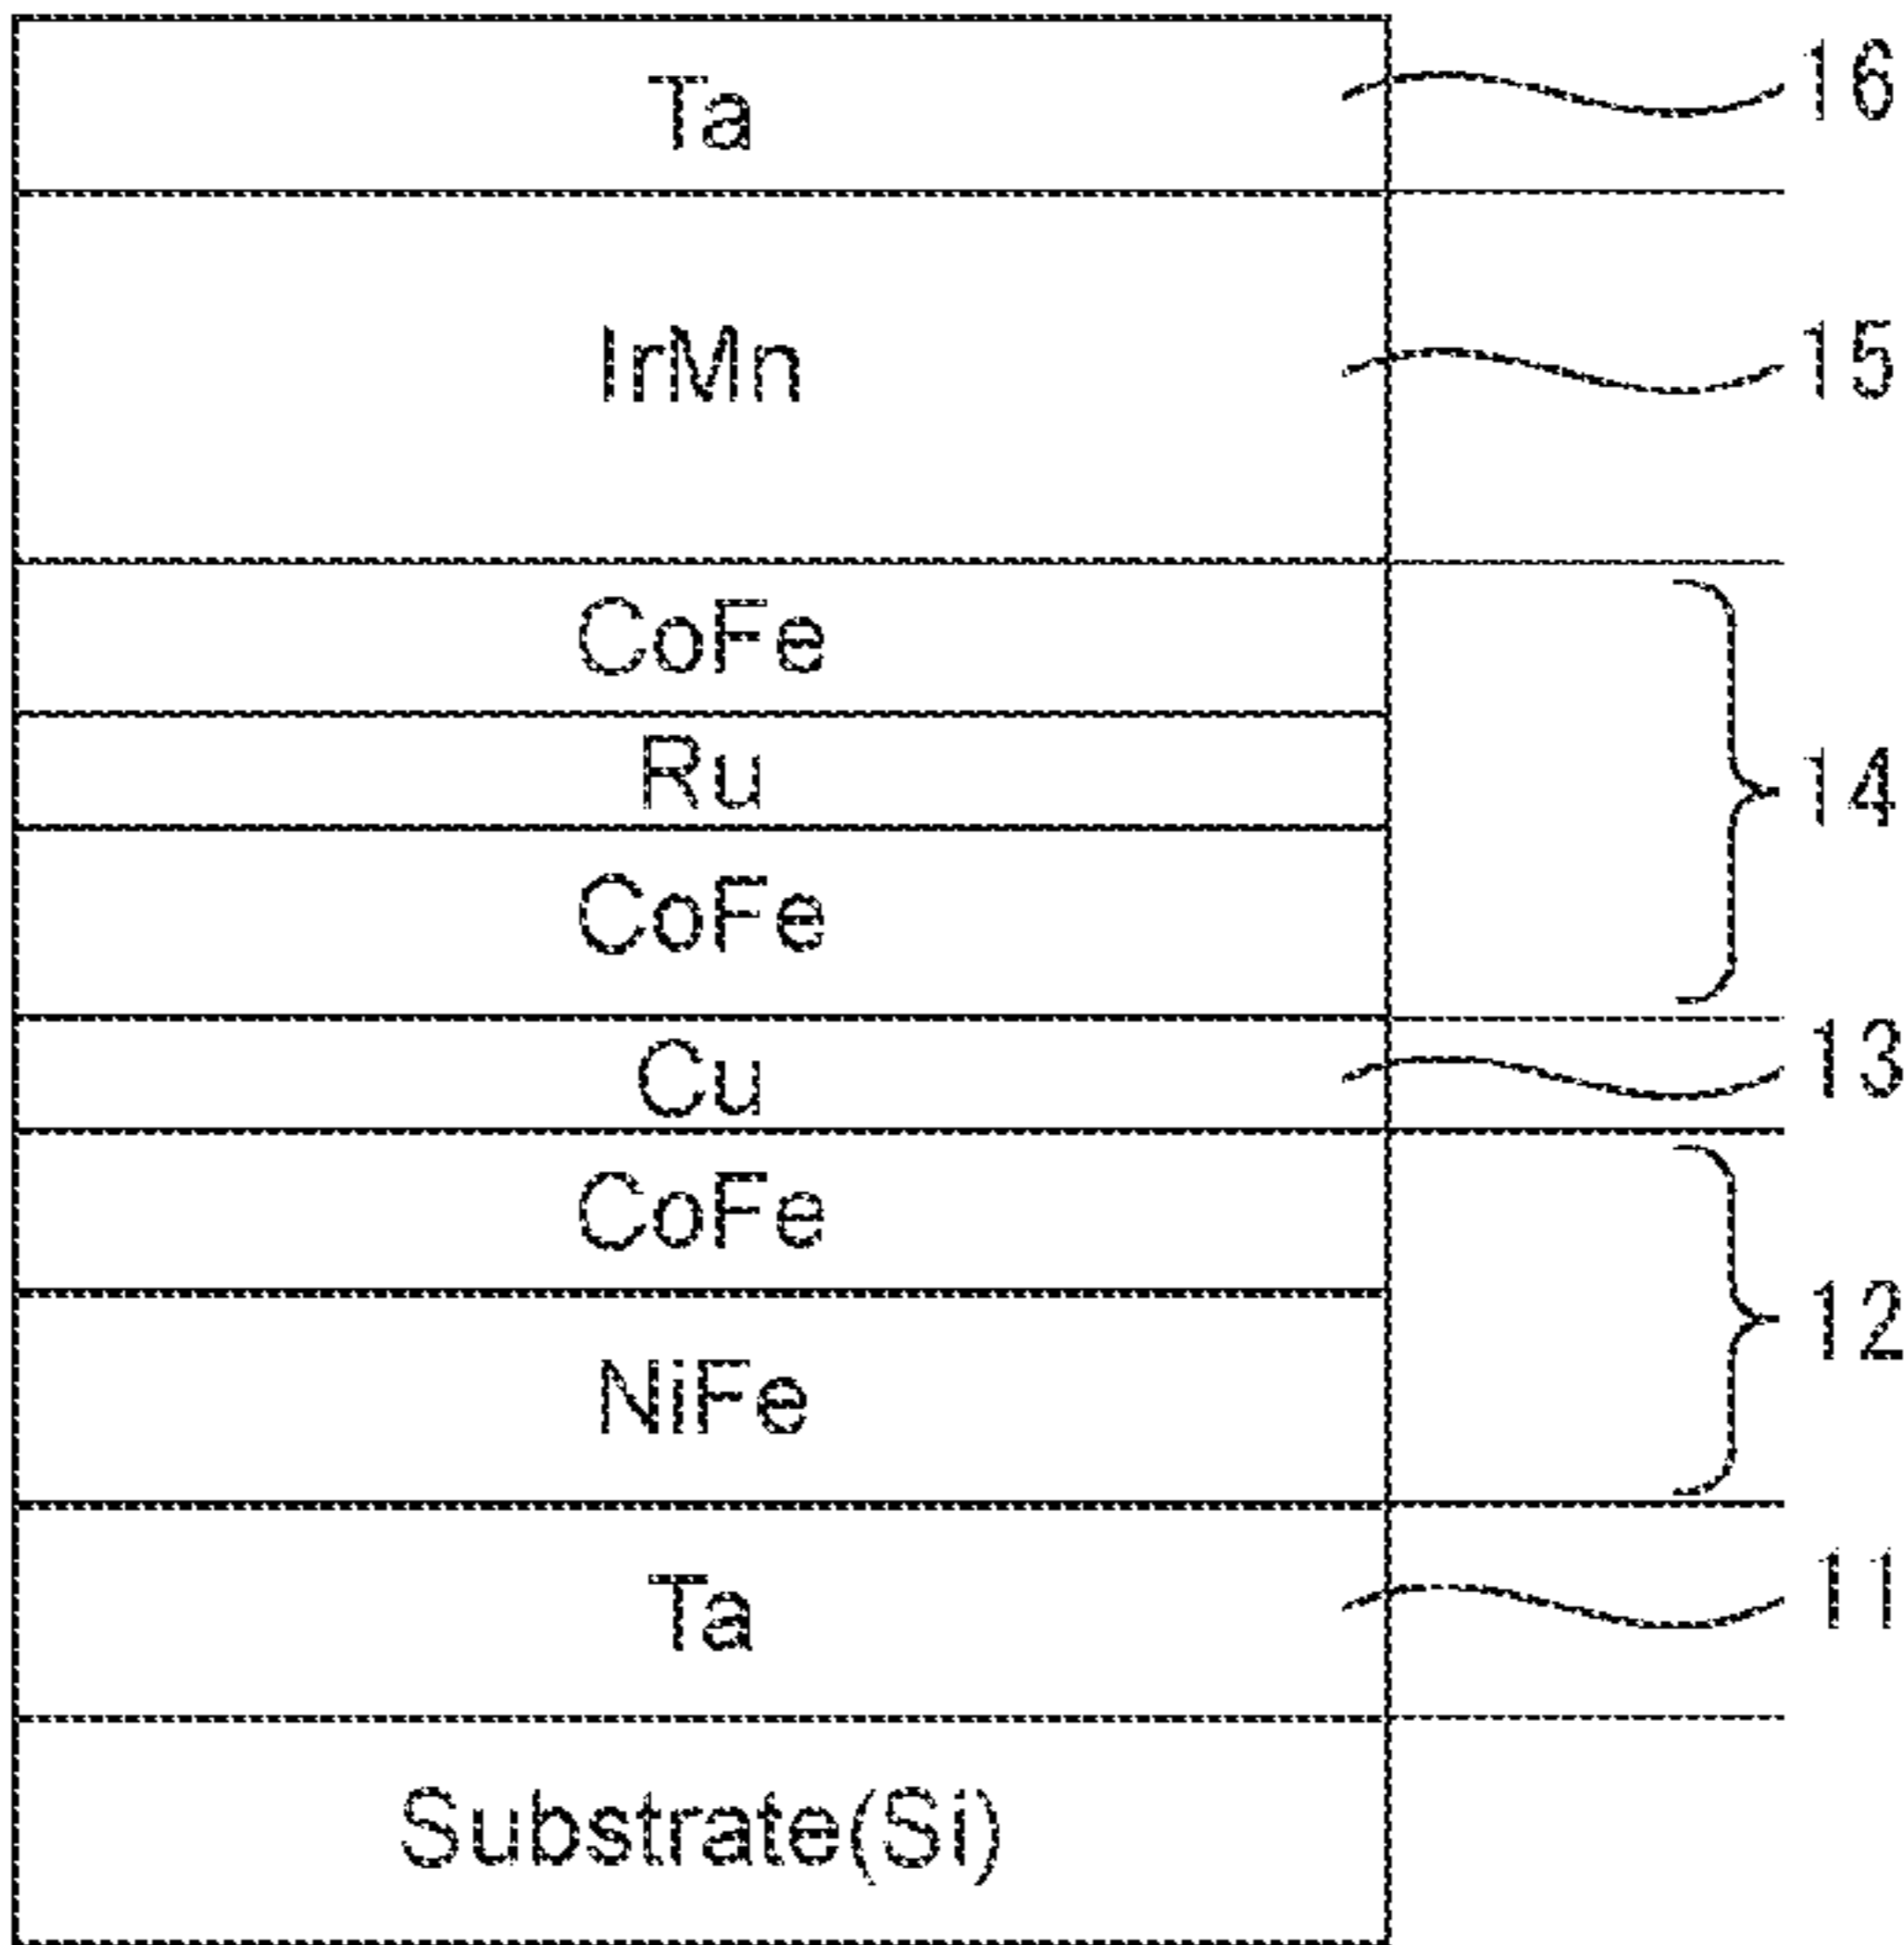 Ta 16
IrMn 15
CoFe
Ru 14
CoFe
Cu 13
CoFe
12
NiFe
Ta 11
Substrate(Si)